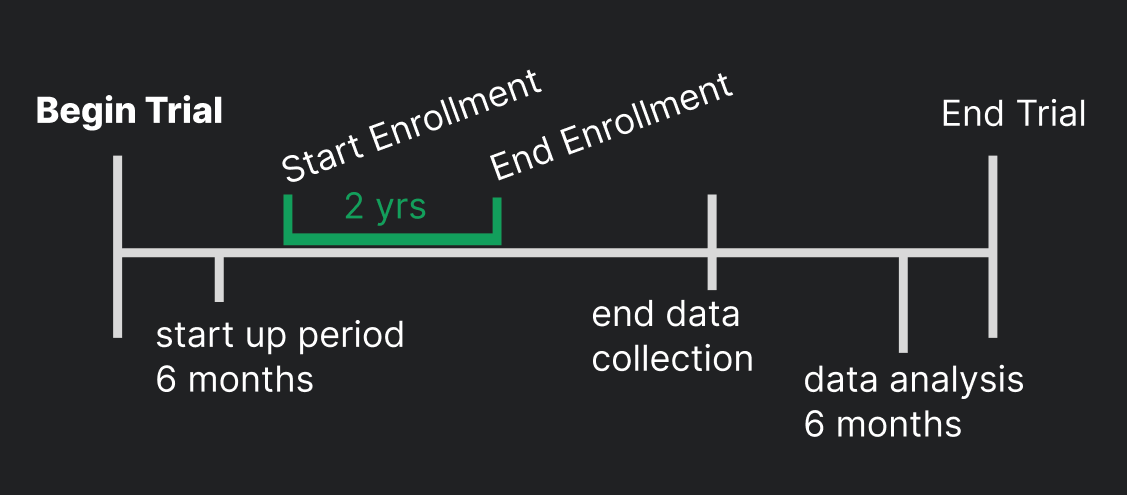 Begin Trial
Start Enrollment
End Enrollment
End Trial
2 yrs
start up period
6 months
end data
collection
data analysis
6 months